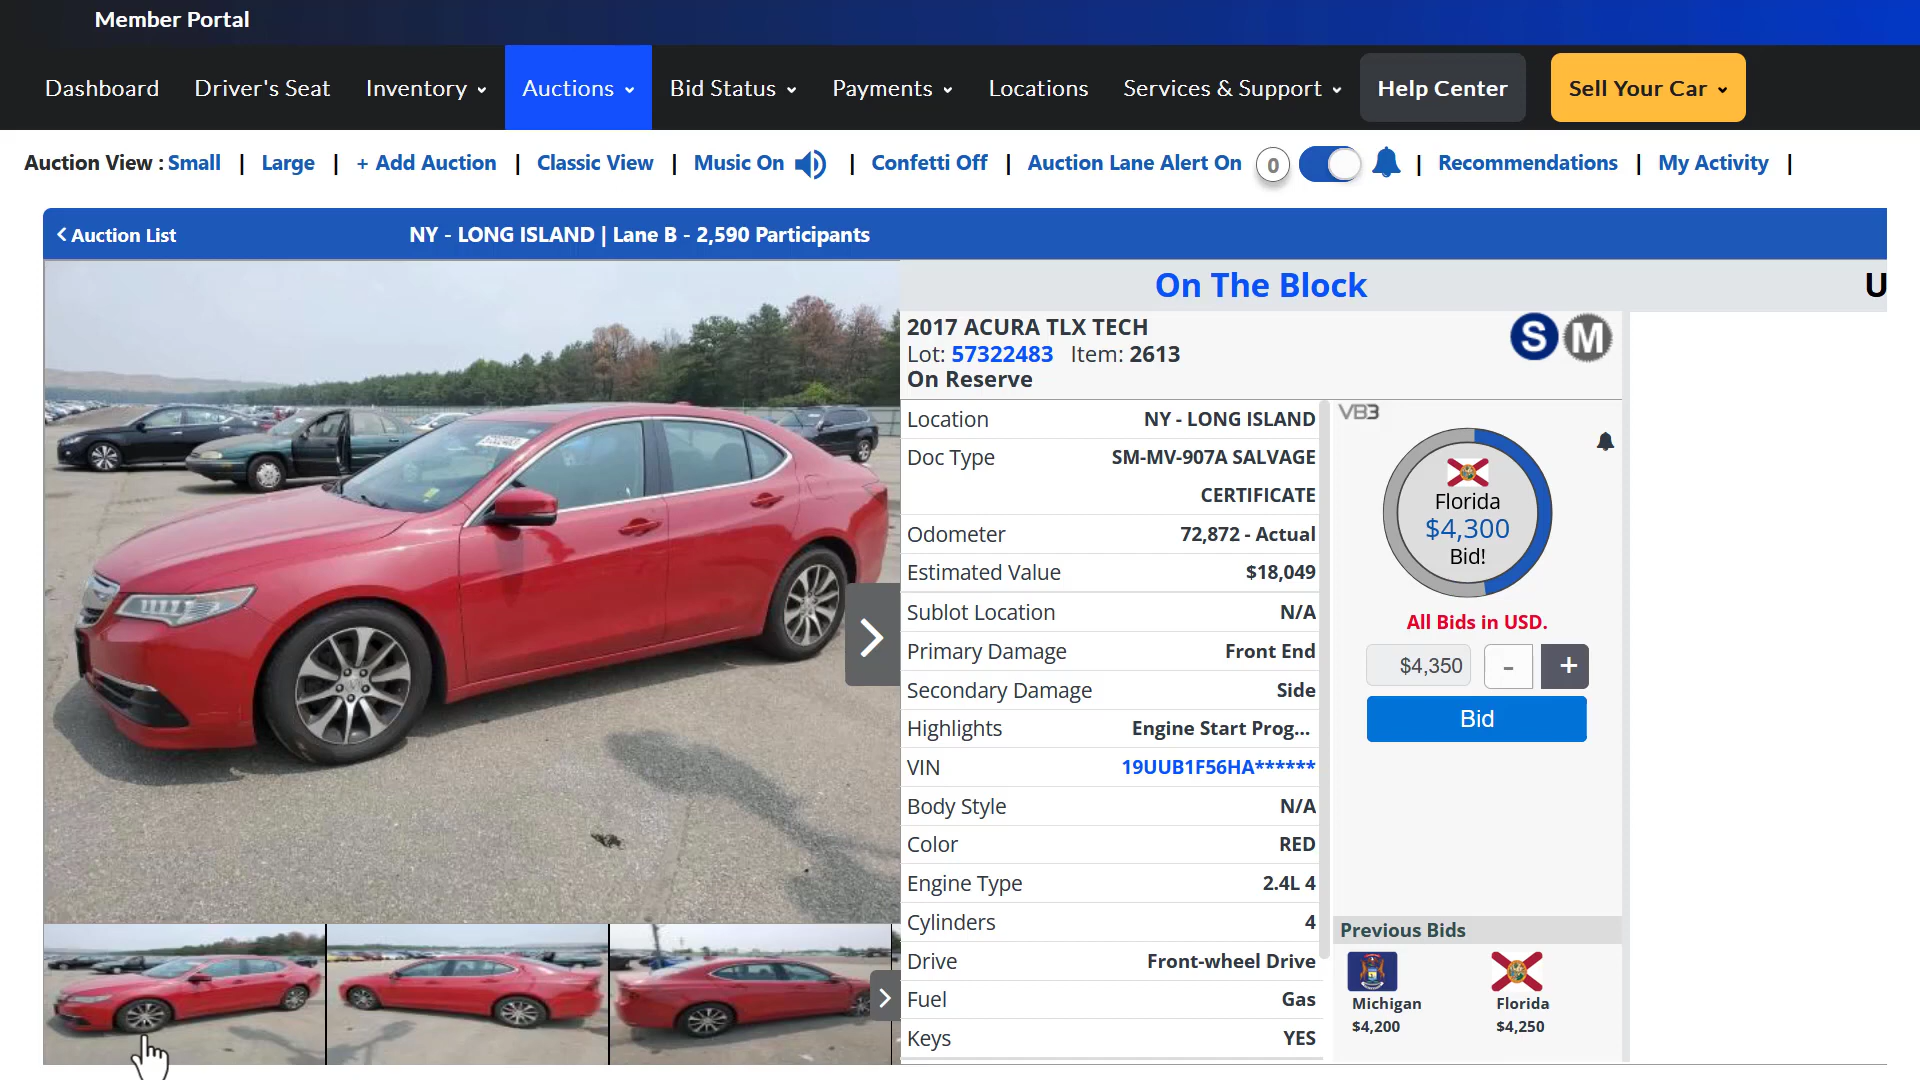 Member Portal
Dashboard Driver's Seat Inventory Auctions Bid Status Payments Locations Services & Support Help Center Sell Your Car
Auction View : Small | Large | + Add Auction | Classic View | Music On | Confetti Off | Auction Lane Alert On 0 | Recommendations | My Activity |
Auction List
NY - LONG ISLAND | Lane B - 2,590 Participants
On The Block
U
2017 ACURA TLX TECH
Lot: 57322483 Item: 2613
On Reserve
S M
Location NY - LONG ISLAND
Doc Type SM-MV-907A SALVAGE
CERTIFICATE
Odometer 72,872 - Actual
Estimated Value $18,049
Sublot Location N/A
Primary Damage Front End
Secondary Damage Side
Highlights Engine Start Prog...
VIN 19UUB1F56HA******
Body Style N/A
Color RED
Engine Type 2.4L 4
Cylinders 4
Drive Front-wheel Drive
Fuel Gas
Keys YES
VB3
Florida
$4,300
Bid!
All Bids in USD.
$4,350 - +
Bid
Previous Bids
Michigan Florida
$4,200 $4,250
57322483